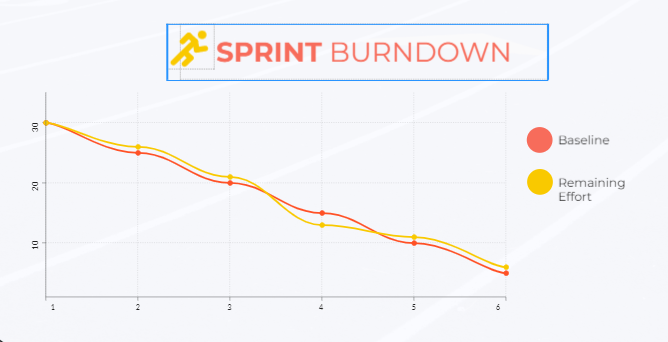 SPRINT BURNDOWN
30
20
10
1 2 3 4 5 6
Baseline
Remaining
Effort